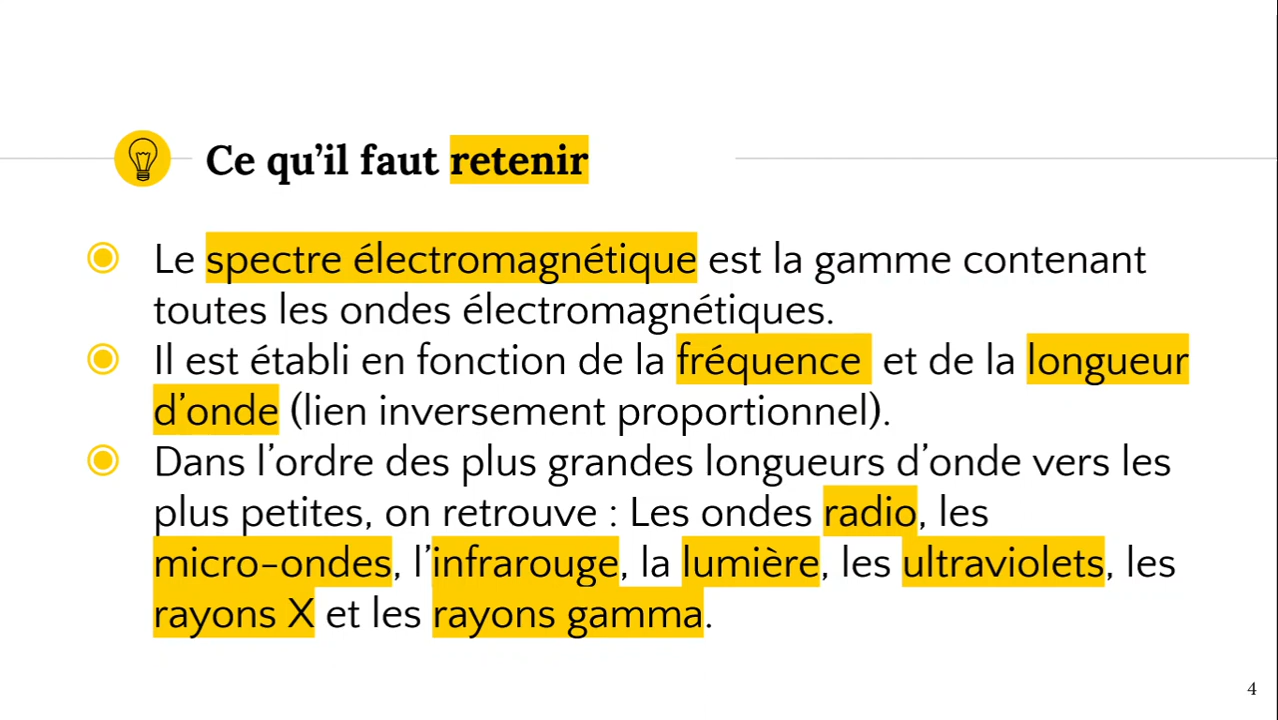 Ce qu’il faut retenir
Le spectre électromagnétique est la gamme contenant
toutes les ondes électromagnétiques.
Il est établi en fonction de la fréquence et de la longueur
d’onde (lien inversement proportionnel).
Dans l’ordre des plus grandes longueurs d’onde vers les
plus petites, on retrouve : Les ondes radio, les
micro-ondes, l’infrarouge, la lumière, les ultraviolets, les
rayons X et les rayons gamma.
4